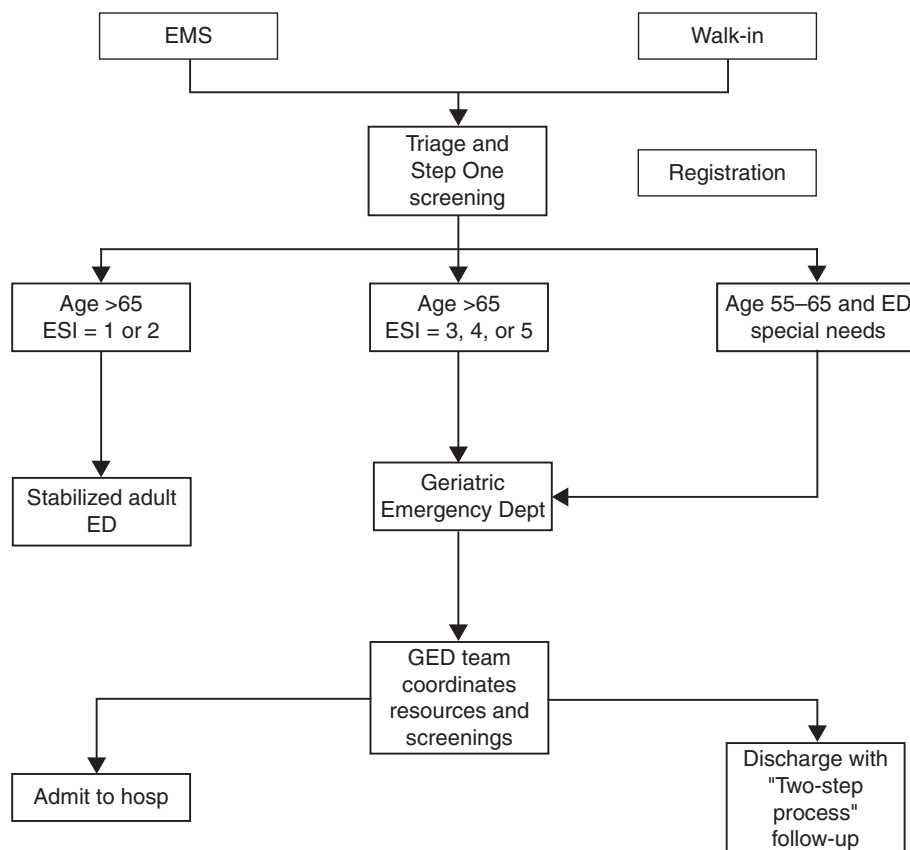 EMS
Walk-in
Triage and
Step One
screening
Registration
Age >65
ESI = 1 or 2
Age >65
ESI = 3, 4, or 5
Age 55–65 and ED
special needs
Stabilized adult
ED
Geriatric
Emergency Dept
GED team
coordinates
resources and
screenings
Admit to hosp
Discharge with
"Two-step
process"
follow-up